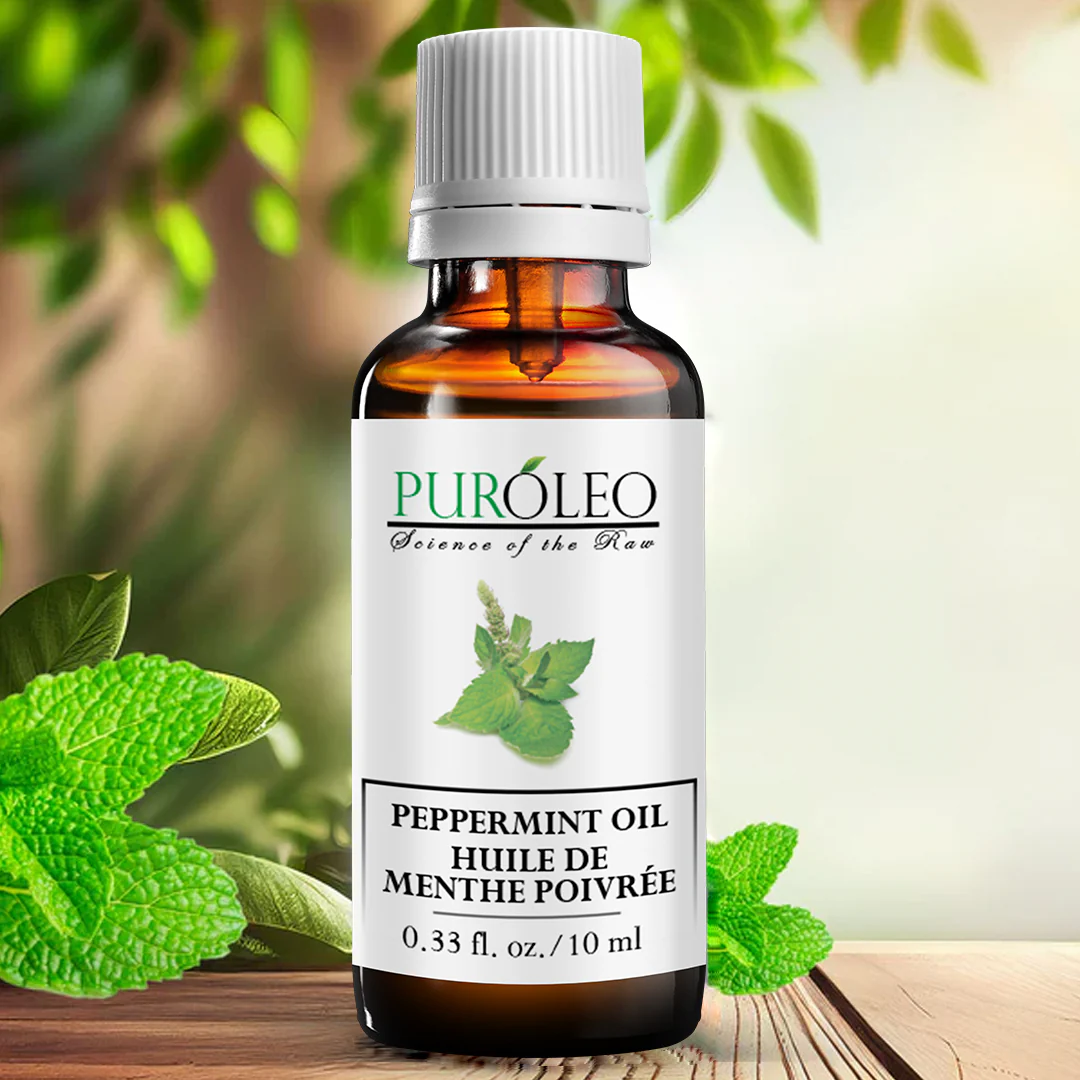 PURÓLEO
Science of the Raw
PEPPERMINT OIL
HUILE DE
MENTHE POIVRÉE
0.33 fl. oz./10 ml